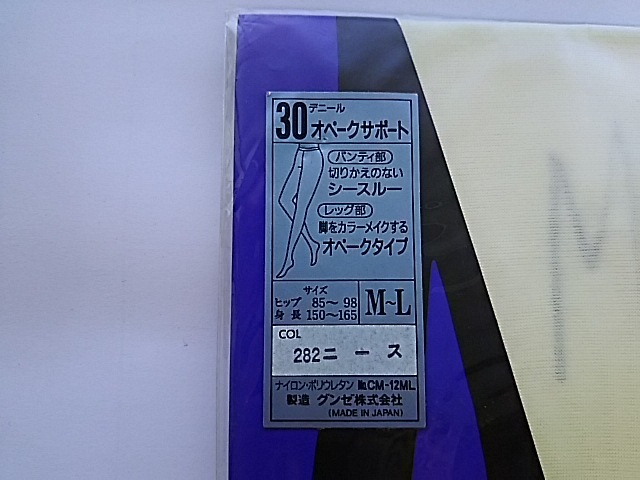 30デニール
オペークサポート
パンティ部
切りかえのない
シースルー
レッグ部
脚をカラーメイクする
オペークタイプ
サイズ
ヒップ 85～98
身長150～165
M~L
COL
282ニース
ナイロン・ポリウレタン №CM-12ML
製造 グンゼ株式会社
(MADE IN JAPAN)